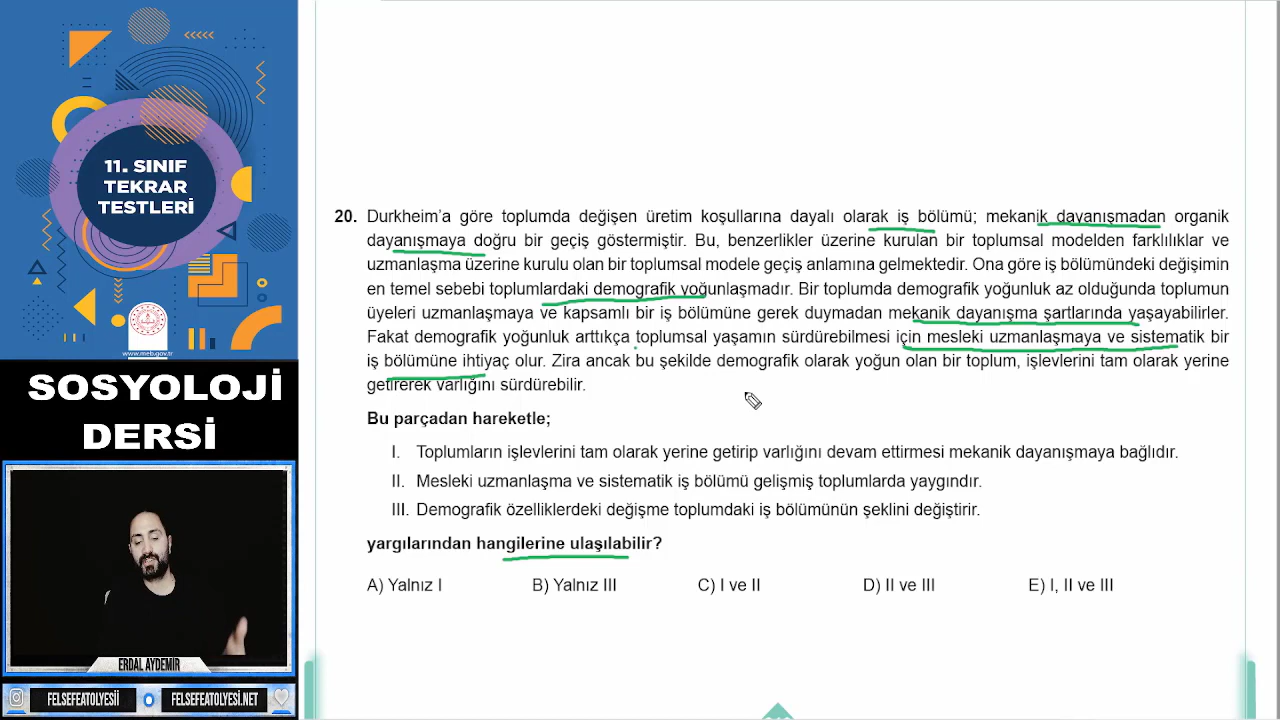 11. SINIF
TEKRAR
TESTLERİ
www.meb.gov.tr
SOSYOLOJİ
DERSİ
ERDAL AYDEMİR
FELSEFEATOLYESİİ
FELSEFEATOLYESİ.NET
20. Durkheim’a göre toplumda değişen üretim koşullarına dayalı olarak iş bölümü; mekanik dayanışmadan organik
dayanışmaya doğru bir geçiş göstermiştir. Bu, benzerlikler üzerine kurulan bir toplumsal modelden farklılıklar ve
uzmanlaşma üzerine kurulu olan bir toplumsal modele geçiş anlamına gelmektedir. Ona göre iş bölümündeki değişimin
en temel sebebi toplumlardaki demografik yoğunlaşmadır. Bir toplumda demografik yoğunluk az olduğunda toplumun
üyeleri uzmanlaşmaya ve kapsamlı bir iş bölümüne gerek duymadan mekanik dayanışma şartlarında yaşayabilirler.
Fakat demografik yoğunluk arttıkça toplumsal yaşamın sürdürebilmesi için mesleki uzmanlaşmaya ve sistematik bir
iş bölümüne ihtiyaç olur. Zira ancak bu şekilde demografik olarak yoğun olan bir toplum, işlevlerini tam olarak yerine
getirerek varlığını sürdürebilir.
Bu parçadan hareketle;
I. Toplumların işlevlerini tam olarak yerine getirip varlığını devam ettirmesi mekanik dayanışmaya bağlıdır.
II. Mesleki uzmanlaşma ve sistematik iş bölümü gelişmiş toplumlarda yaygındır.
III. Demografik özelliklerdeki değişme toplumdaki iş bölümünün şeklini değiştirir.
yargılarından hangilerine ulaşılabilir?
A) Yalnız I B) Yalnız III C) I ve II D) II ve III E) I, II ve III